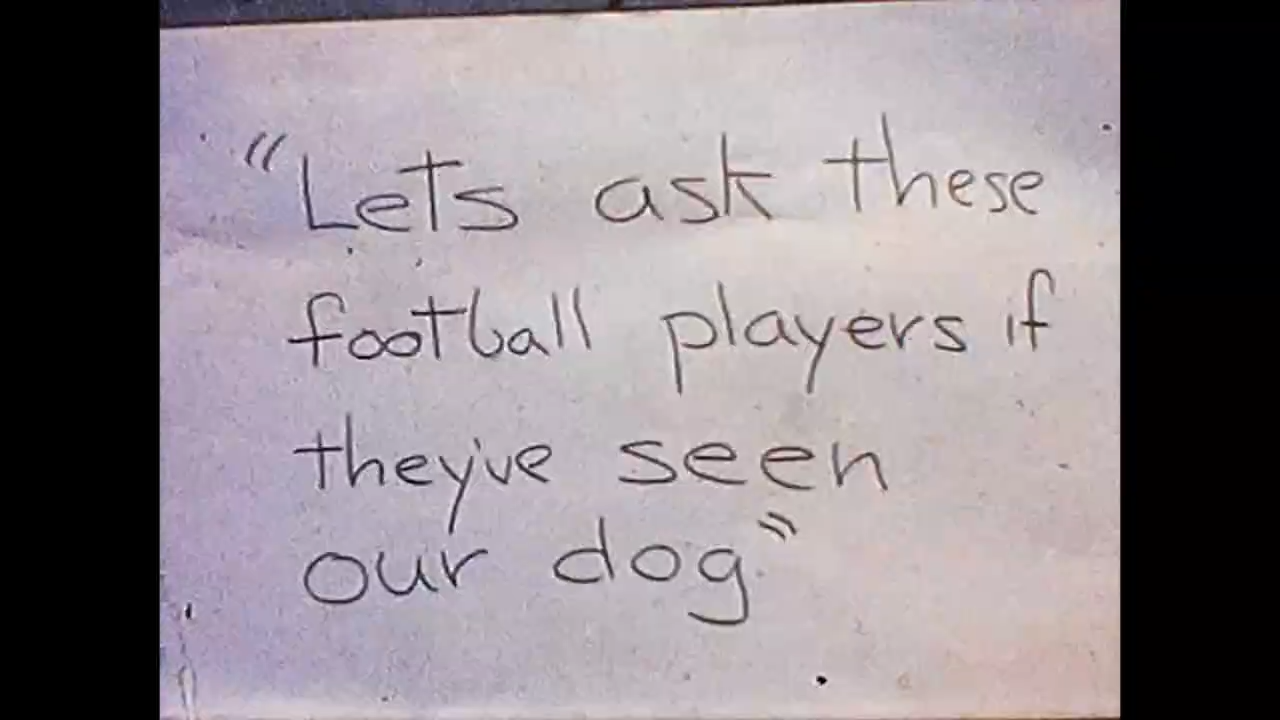 "Lets ask these
football players if
they've seen
our dog"